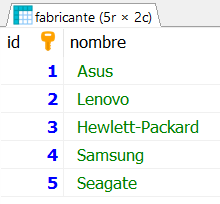 fabricante (5r × 2c)
id nombre
1 Asus
2 Lenovo
3 Hewlett-Packard
4 Samsung
5 Seagate